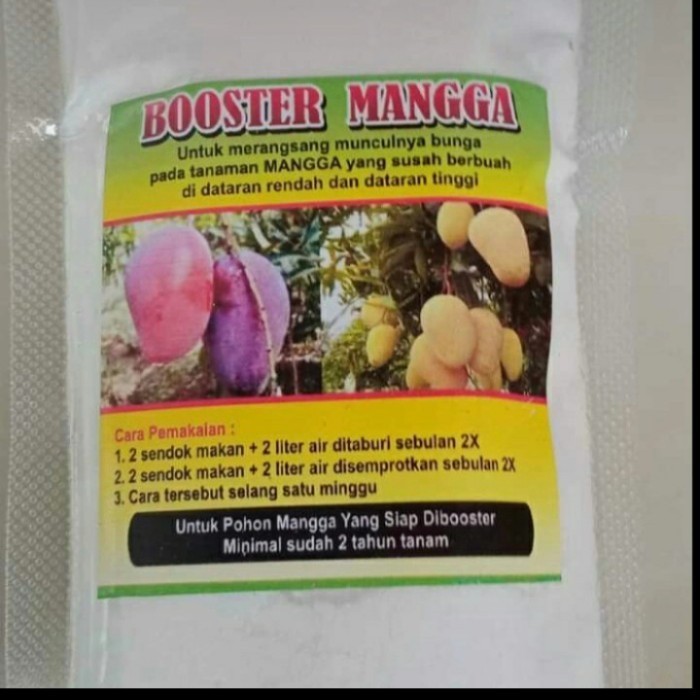 BOOSTER MANGGA
Untuk merangsang munculnya bunga
pada tanaman MANGGA yang susah berbuah
di dataran rendah dan dataran tinggi
Cara Pemakaian :
1. 2 sendok makan + 2 liter air ditaburi sebulan 2X
2. 2 sendok makan + 2 liter air disemprotkan sebulan 2X
3. Cara tersebut selang satu minggu
Untuk Pohon Mangga Yang Siap Dibooster
Minimal sudah 2 tahun tanam